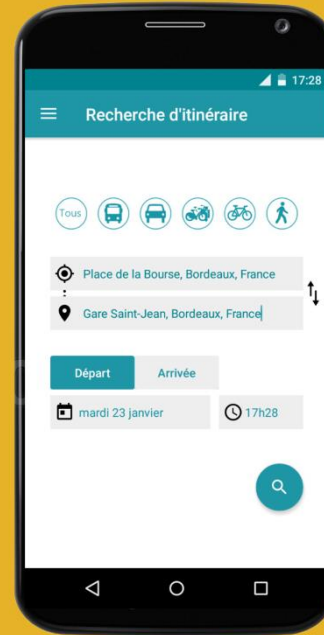 17:28
Recherche d'itinéraire
Tous
Place de la Bourse, Bordeaux, France
Gare Saint-Jean, Bordeaux, France
Départ Arrivée
mardi 23 janvier 17h28